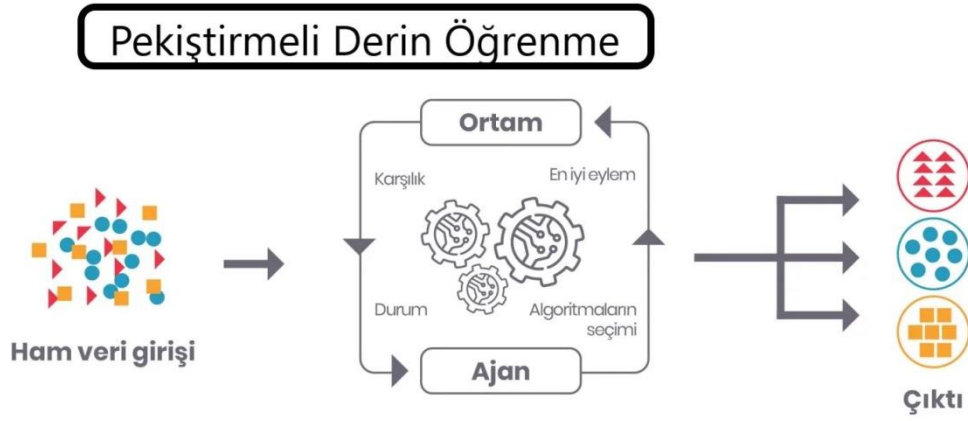 Pekiştirmeli Derin Öğrenme
Ortam
Karşılık
En iyi eylem
Durum
Algoritmaların
seçimi
Ham veri girişi
Ajan
Çıktı